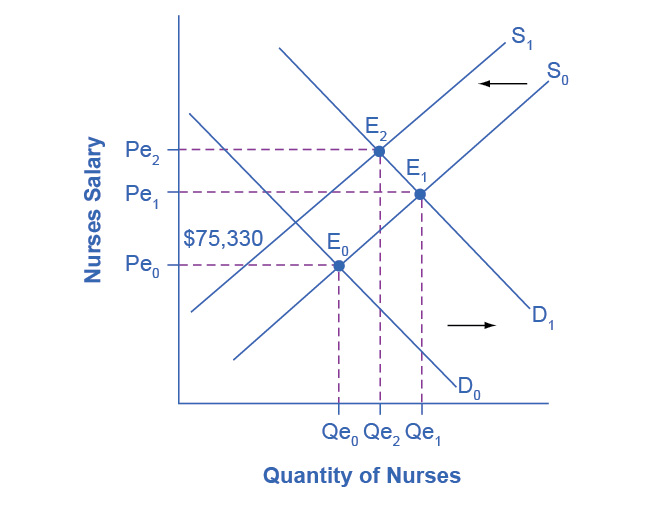 S₁
S₀
E₂
Pe₂
E₁
Pe₁
Nurses Salary
$75,330
E₀
Pe₀
D₁
D₀
Qe₀ Qe₂ Qe₁
Quantity of Nurses